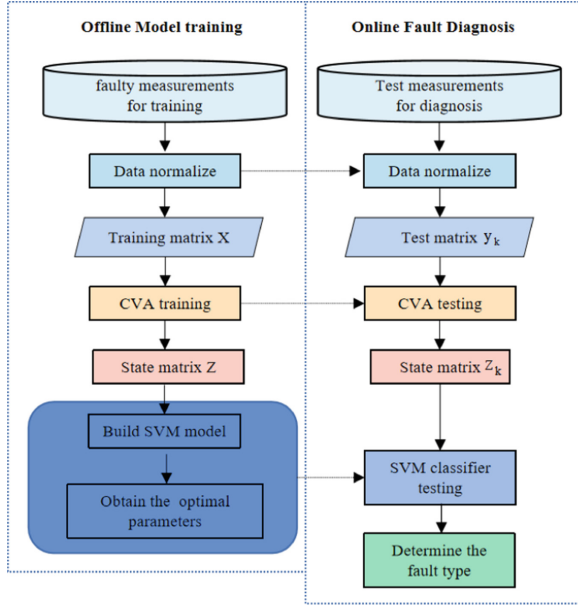 Offline Model training
faulty measurements
for training
Data normalize
Training matrix X
CVA training
State matrix Z
Build SVM model
Obtain the optimal
parameters
Online Fault Diagnosis
Test measurements
for diagnosis
Data normalize
Test matrix y_k
CVA testing
State matrix z_k
SVM classifier
testing
Determine the
fault type